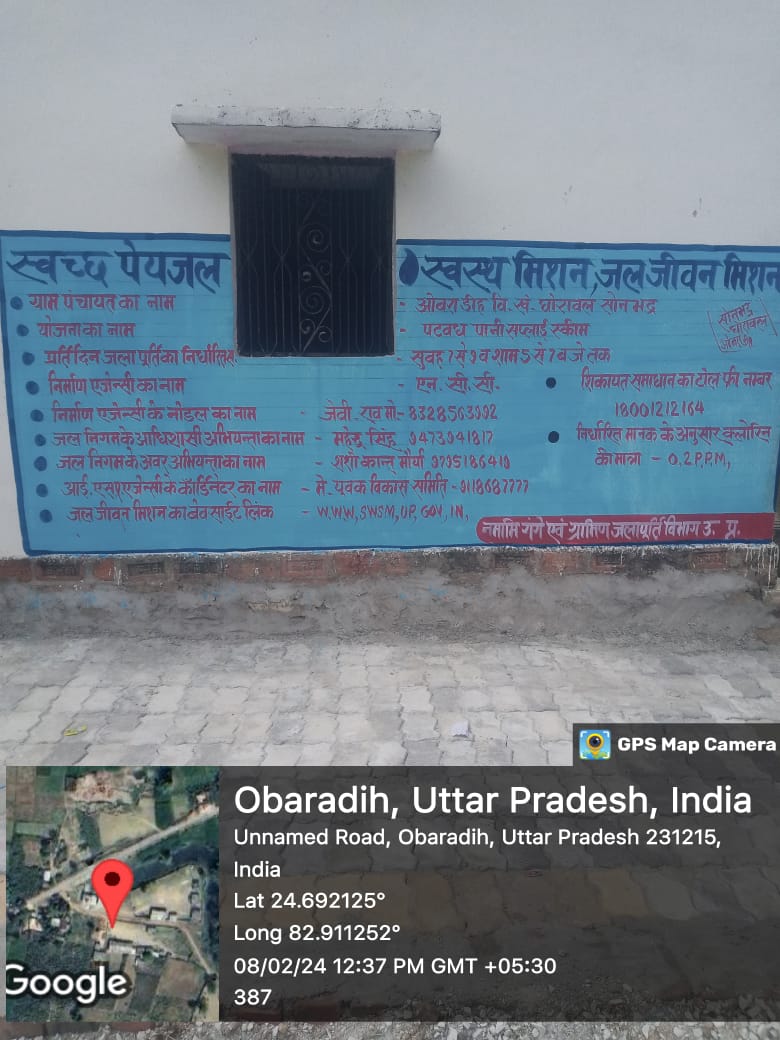 स्वच्छ पेयजल
स्वस्थ मिशन, जल जीवन मिशन
ग्राम पंचायत का नाम - ओबरा डीह वि. खं. घोरावल सोनभद्र
योजना का नाम - पटवध पानी सप्लाई स्कीम
प्रतिदिन जला पूर्ति का निर्धारित - सुबह 7 से 9 व शाम 5 से 7 बजे तक
निर्माण एजेन्सी का नाम - एन. सी. सी.
निर्माण एजेन्सी के नोडल का नाम - जेवी. राव मो- 8328563992
जल निगम के अधिशासी अभियन्ता का नाम - महेन्द्र सिंह 9473941817
जल निगम के अवर अभियन्ता का नाम - शशी कान्त मौर्या 9795186419
आई. एस. ए एजेन्सी के कॉर्डिनेटर का नाम - मे. युवक विकास समिति - 9118687777
जल जीवन मिशन का बेव साईट लिंक - W.W.W, SWSM, UP, GOV, IN,
शिकायत समाधान का टोल फ्री नम्बर
18001212164
निर्धारित मानक के अनुसार क्लोरिन
की मात्रा - 0.2 P.P.M,
सोनभद्र
घोरावल
नमामि गंगे एवं ग्रामिण जलापूर्ति विभाग उ. प्र.
GPS Map Camera
Obaradih, Uttar Pradesh, India
Unnamed Road, Obaradih, Uttar Pradesh 231215,
India
Lat 24.692125°
Long 82.911252°
08/02/24 12:37 PM GMT +05:30
387
Google